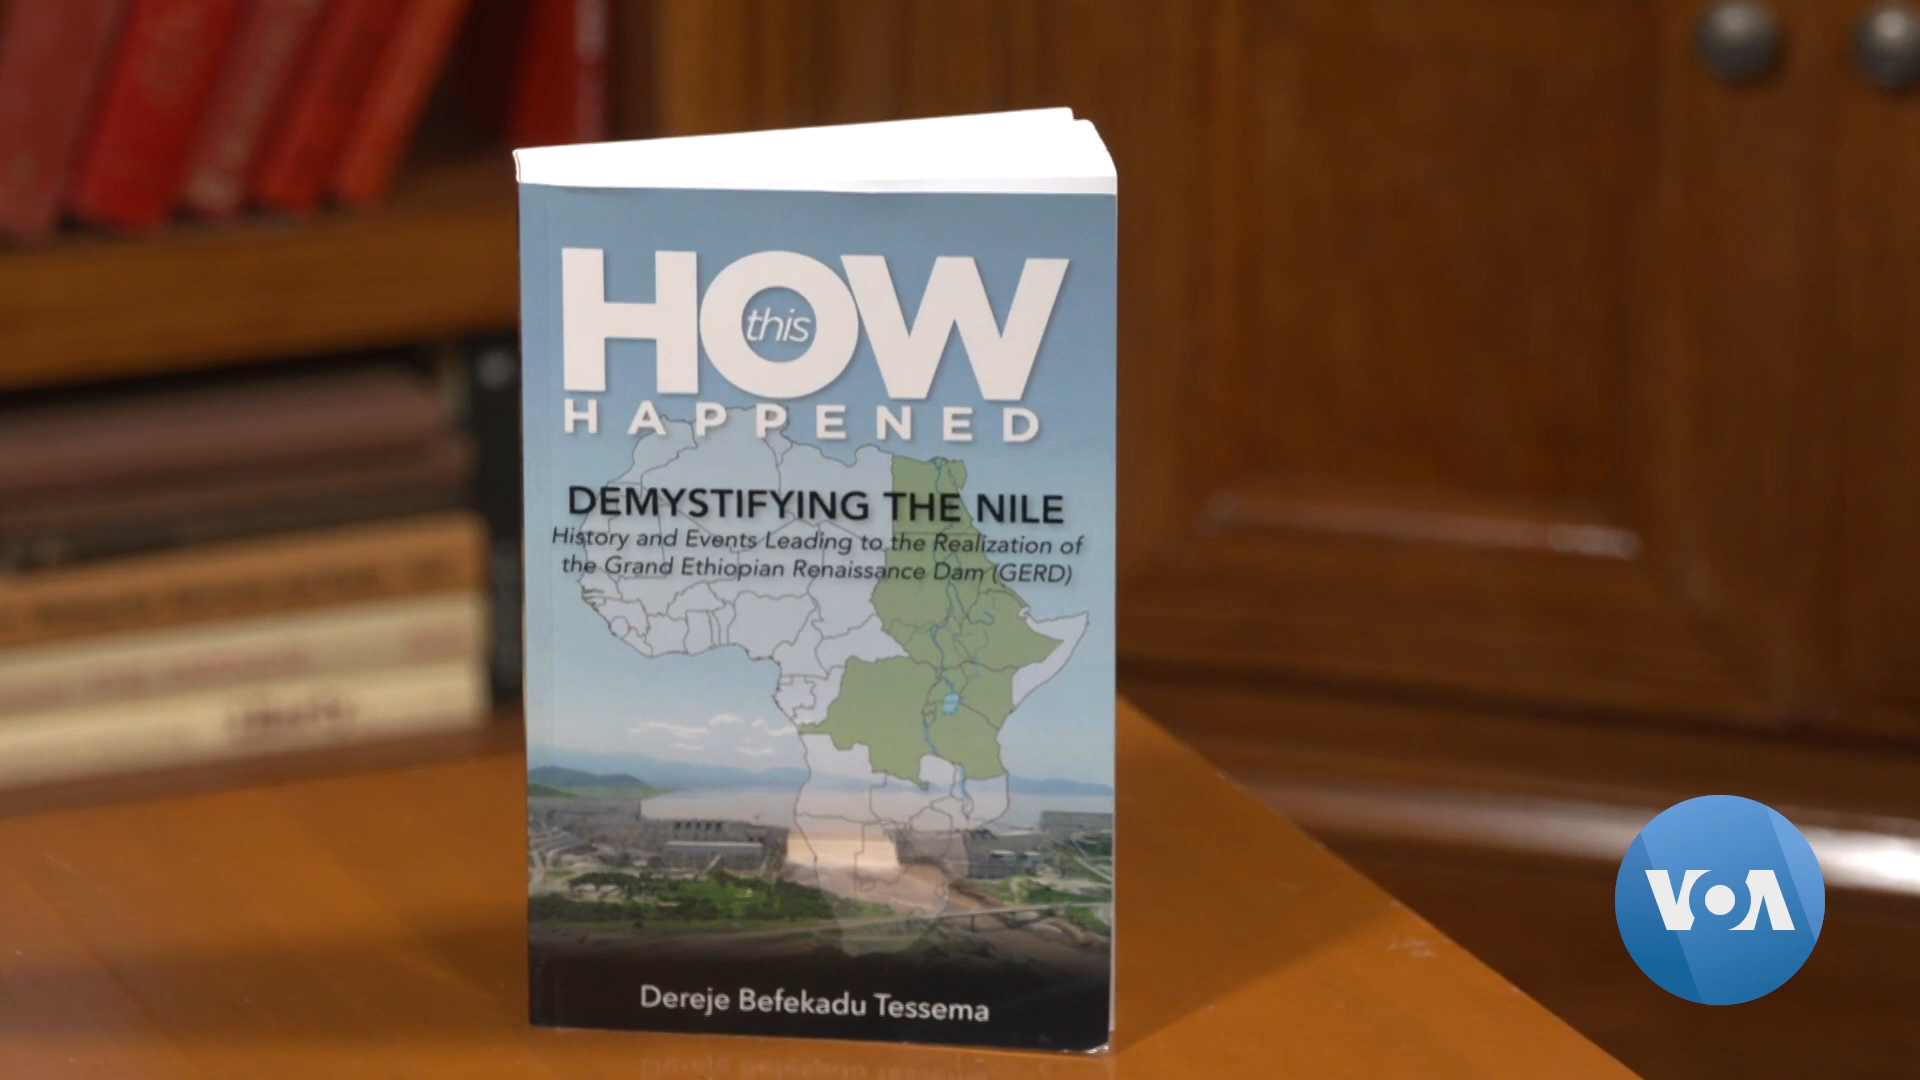 HOW
this
HAPPENED
DEMYSTIFYING THE NILE
History and Events Leading to the Realization of
the Grand Ethiopian Renaissance Dam (GERD)
Dereje Befekadu Tessema
VOA